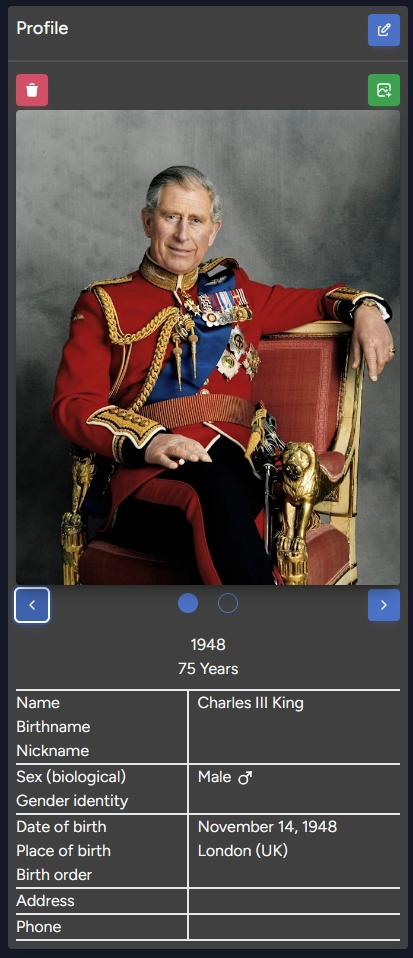 Profile
1948
75 Years
Name Charles III King
Birthname
Nickname
Sex (biological) Male ♂
Gender identity
Date of birth November 14, 1948
Place of birth London (UK)
Birth order
Address
Phone